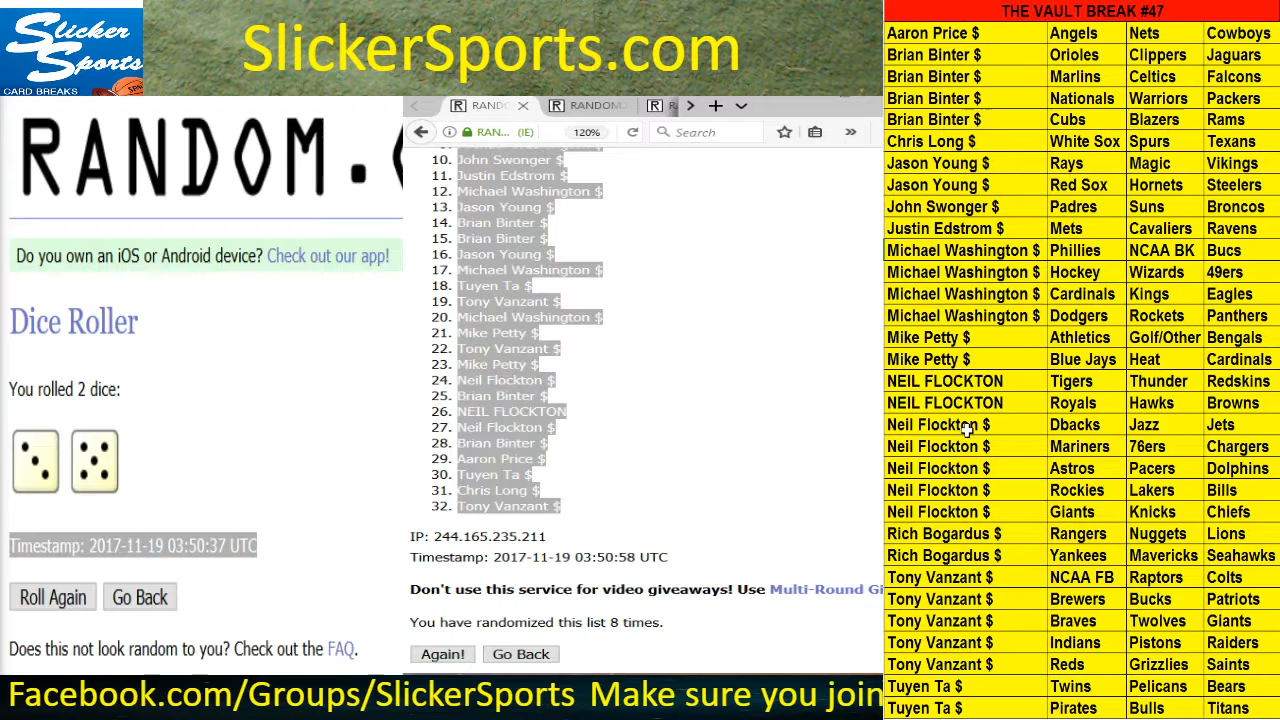 Slicker
Sports
CARD BREAKS
SlickerSports.com
RANDOM.
Do you own an iOS or Android device? Check out our app!
Dice Roller
You rolled 2 dice:
Timestamp: 2017-11-19 03:50:37 UTC
Roll Again Go Back
Does this not look random to you? Check out the FAQ.
RAND RANDOM R
RAN... (IE) 120% Search
10. John Swonger $
11. Justin Edstrom $
12. Michael Washington $
13. Jason Young $
14. Brian Binter $
15. Brian Binter $
16. Jason Young $
17. Michael Washington $
18. Tuyen Ta $
19. Tony Vanzant $
20. Michael Washington $
21. Mike Petty $
22. Tony Vanzant $
23. Mike Petty $
24. Neil Flockton $
25. Brian Binter $
26. NEIL FLOCKTON
27. Neil Flockton $
28. Brian Binter $
29. Aaron Price $
30. Tuyen Ta $
31. Chris Long $
32. Tony Vanzant $
IP: 244.165.235.211
Timestamp: 2017-11-19 03:50:58 UTC
Don't use this service for video giveaways! Use Multi-Round Gi
You have randomized this list 8 times.
Again! Go Back
THE VAULT BREAK #47
Aaron Price $ Angels Nets Cowboys
Brian Binter $ Orioles Clippers Jaguars
Brian Binter $ Marlins Celtics Falcons
Brian Binter $ Nationals Warriors Packers
Brian Binter $ Cubs Blazers Rams
Chris Long $ White Sox Spurs Texans
Jason Young $ Rays Magic Vikings
Jason Young $ Red Sox Hornets Steelers
John Swonger $ Padres Suns Broncos
Justin Edstrom $ Mets Cavaliers Ravens
Michael Washington $ Phillies NCAA BK Bucs
Michael Washington $ Hockey Wizards 49ers
Michael Washington $ Cardinals Kings Eagles
Michael Washington $ Dodgers Rockets Panthers
Mike Petty $ Athletics Golf/Other Bengals
Mike Petty $ Blue Jays Heat Cardinals
NEIL FLOCKTON Tigers Thunder Redskins
NEIL FLOCKTON Royals Hawks Browns
Neil Flockton $ Dbacks Jazz Jets
Neil Flockton $ Mariners 76ers Chargers
Neil Flockton $ Astros Pacers Dolphins
Neil Flockton $ Rockies Lakers Bills
Neil Flockton $ Giants Knicks Chiefs
Rich Bogardus $ Rangers Nuggets Lions
Rich Bogardus $ Yankees Mavericks Seahawks
Tony Vanzant $ NCAA FB Raptors Colts
Tony Vanzant $ Brewers Bucks Patriots
Tony Vanzant $ Braves Twolves Giants
Tony Vanzant $ Indians Pistons Raiders
Tony Vanzant $ Reds Grizzlies Saints
Tuyen Ta $ Twins Pelicans Bears
Tuyen Ta $ Pirates Bulls Titans
Facebook.com/Groups/SlickerSports Make sure you join